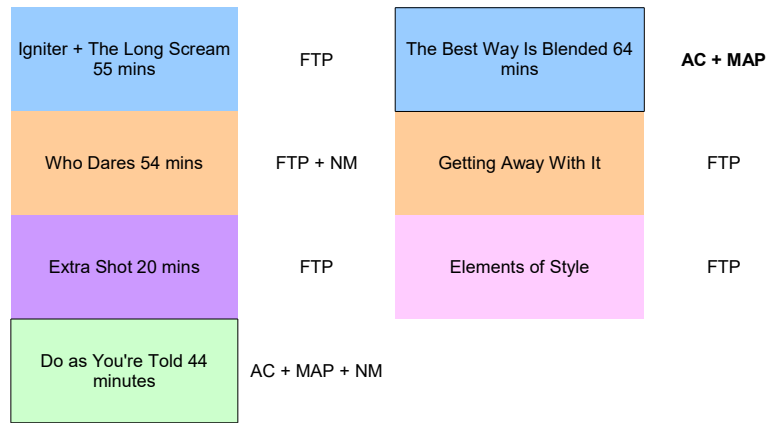 Igniter + The Long Scream
55 mins
FTP
The Best Way Is Blended 64
mins
AC + MAP
Who Dares 54 mins
FTP + NM
Getting Away With It
FTP
Extra Shot 20 mins
FTP
Elements of Style
FTP
Do as You're Told 44
minutes
AC + MAP + NM